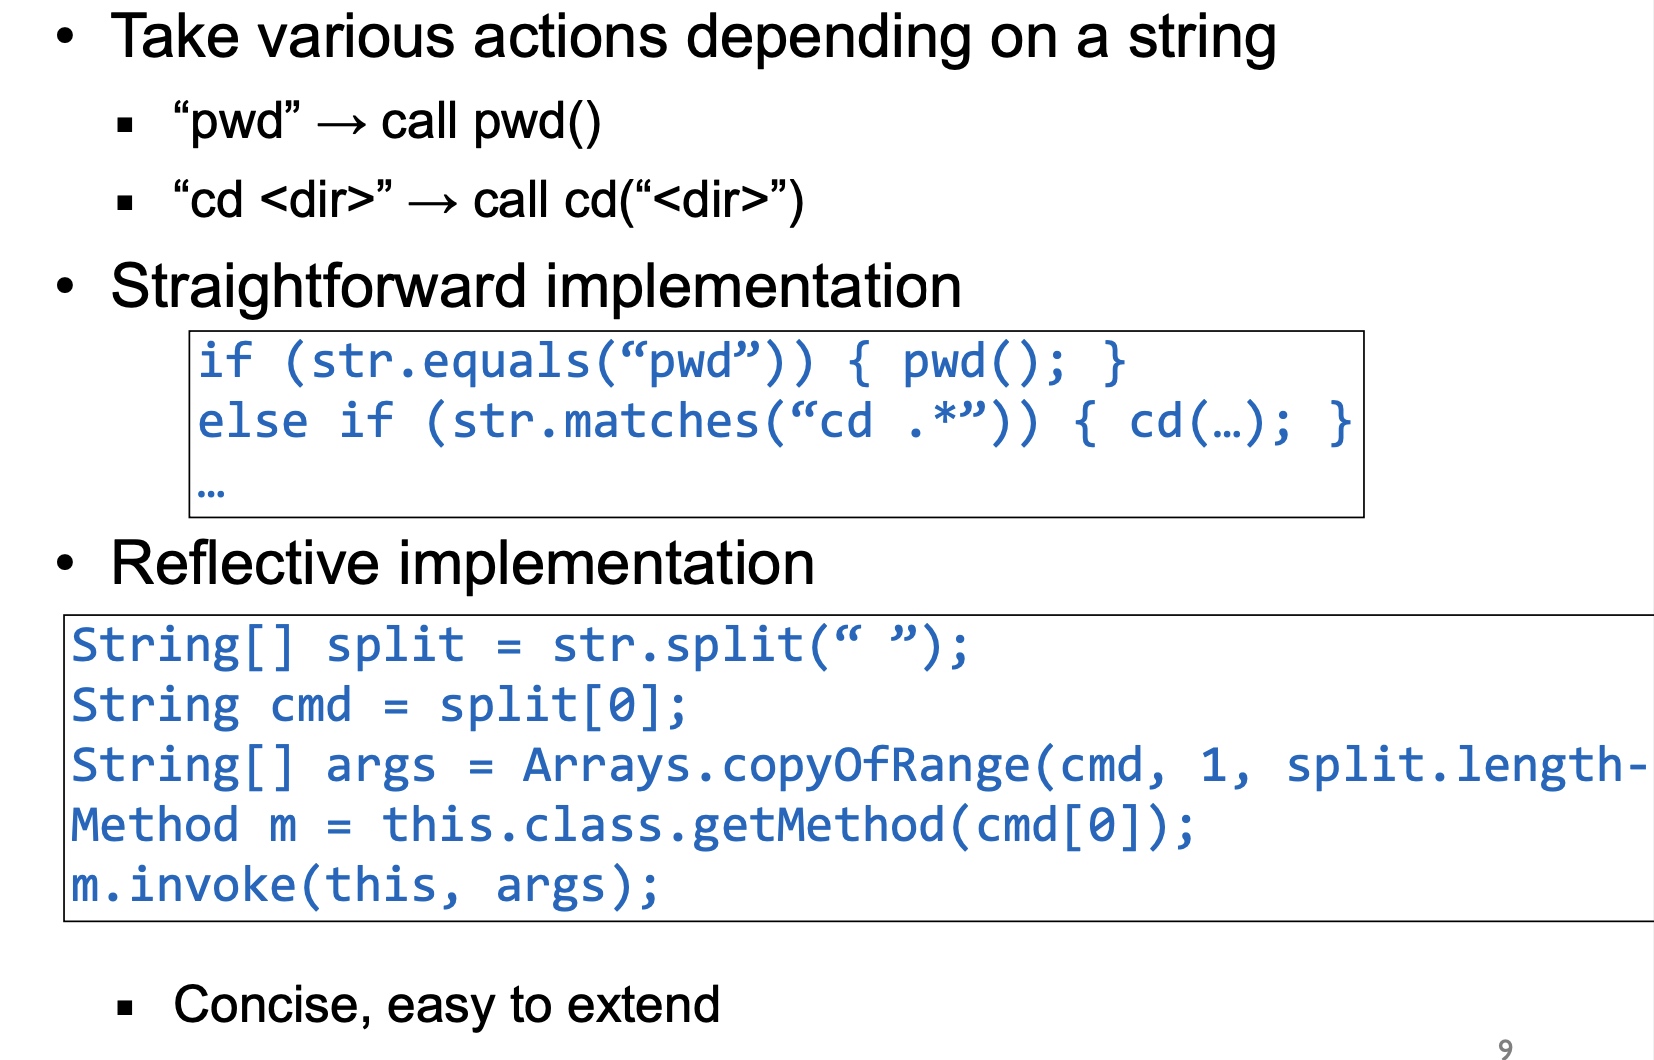 • Take various actions depending on a string
▪ “pwd” → call pwd()
▪ “cd <dir>” → call cd(“<dir>”)
• Straightforward implementation
if (str.equals(“pwd”)) { pwd(); }
else if (str.matches(“cd .*”)) { cd(…); }
…
• Reflective implementation
String[] split = str.split(“ ”);
String cmd = split[0];
String[] args = Arrays.copyOfRange(cmd, 1, split.length-
Method m = this.class.getMethod(cmd[0]);
m.invoke(this, args);
▪ Concise, easy to extend
9